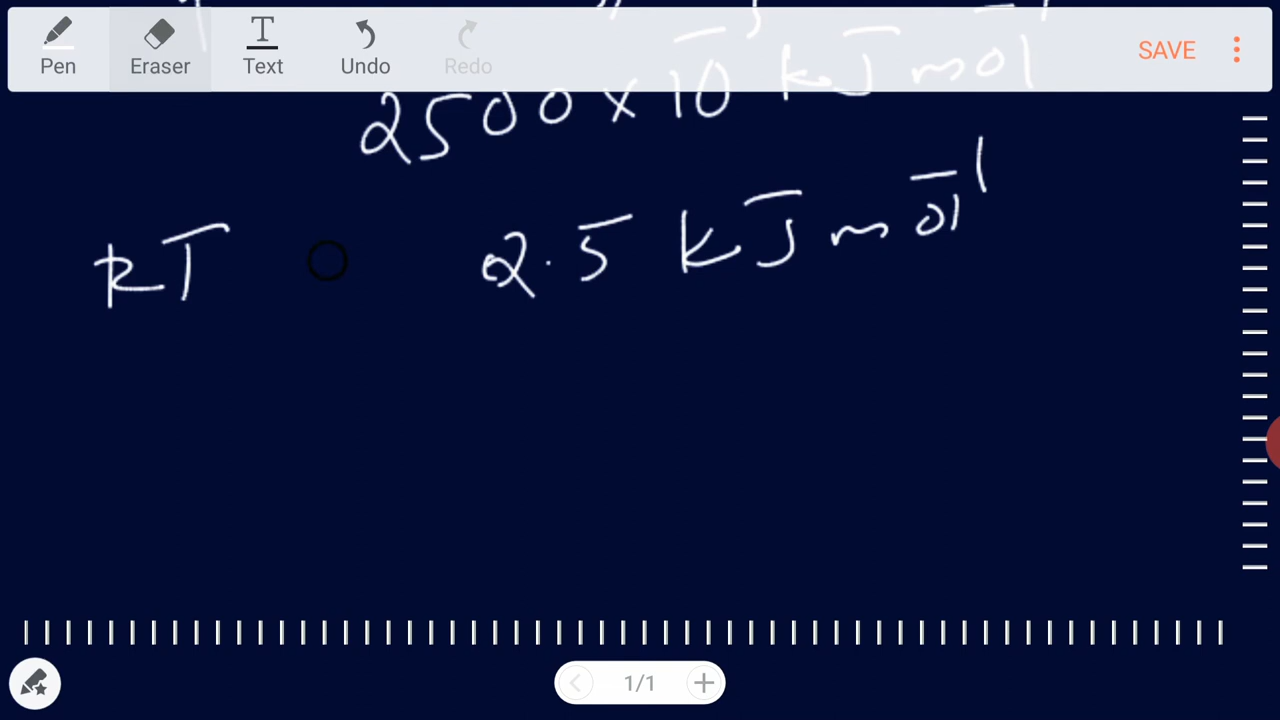 Pen Eraser Text Undo Redo SAVE
2500 × 10⁻³ kJ mol⁻¹
RT 2.5 kJ mol⁻¹
1/1